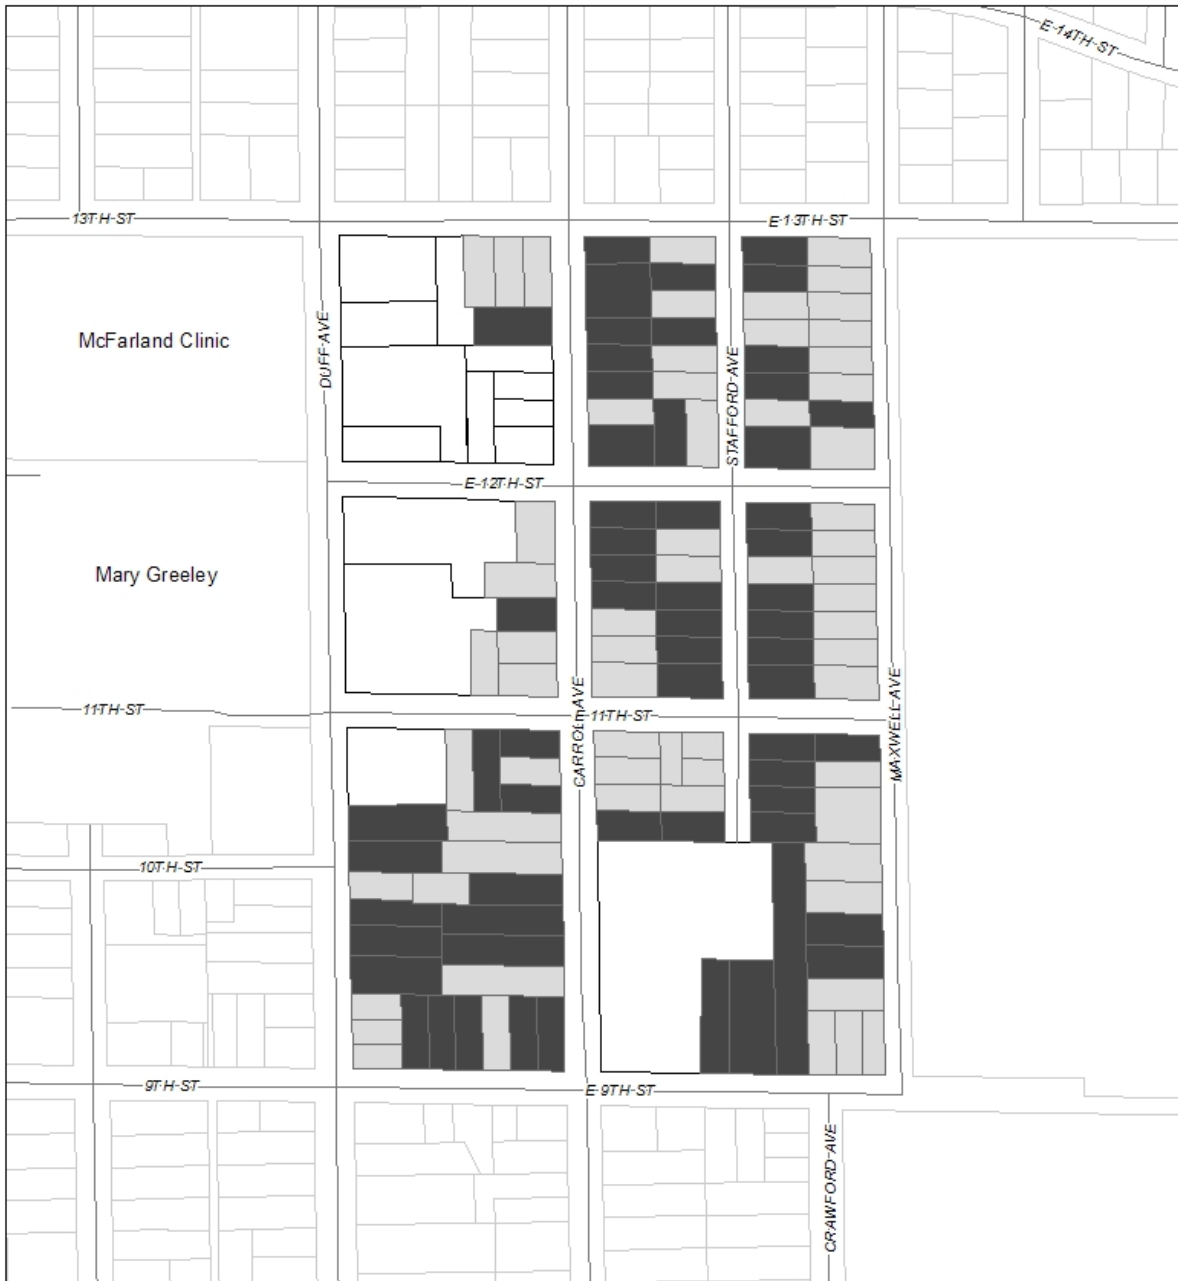 E 14TH ST
13TH ST
E 13TH ST
McFarland Clinic
DUFF AVE
STAFFORD AVE
E 12TH ST
Mary Greeley
CARROLL AVE
MAXWELL AVE
11TH ST
E 11TH ST
10TH ST
9TH ST
E 9TH ST
CRAWFORD AVE